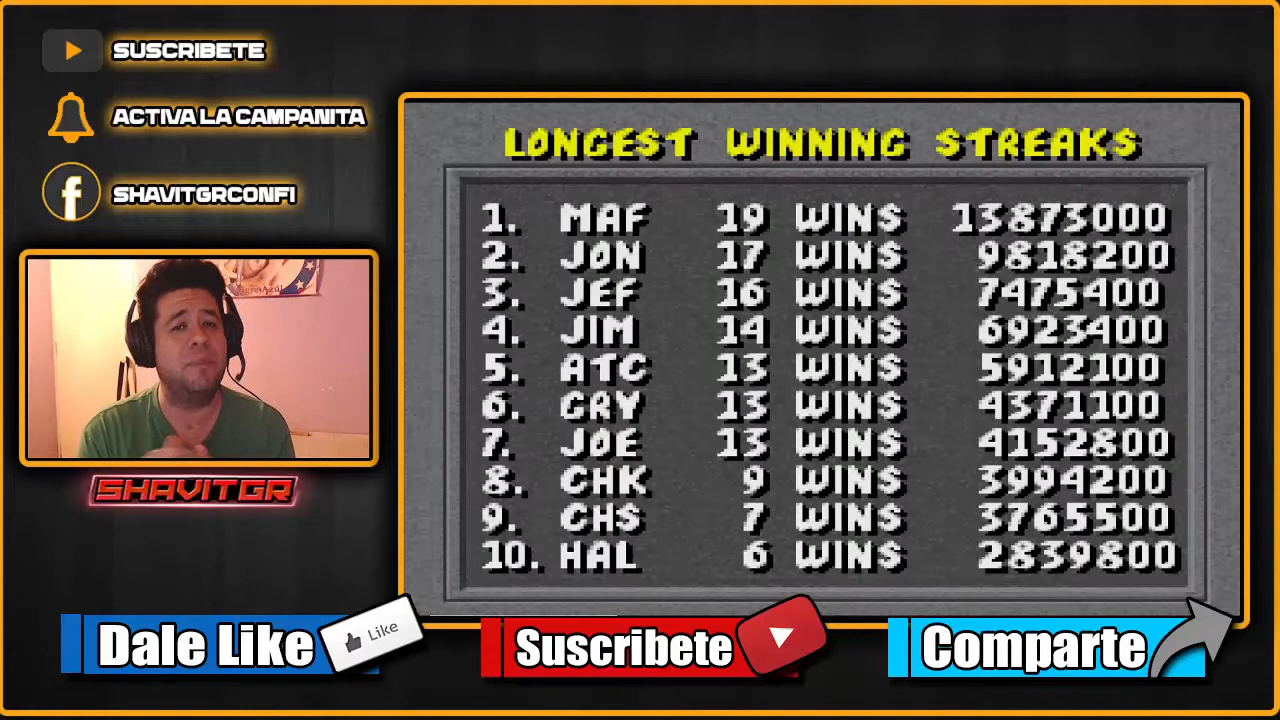 SUSCRIBETE
ACTIVA LA CAMPANITA
SHAVITGRCONFI
SHAVITGR
LONGEST WINNING STREAKS
1. MAF 19 WINS 13873000
2. JON 17 WINS 9818200
3. JEF 16 WINS 7475400
4. JIM 14 WINS 6923400
5. ATC 13 WINS 5912100
6. GRY 13 WINS 4371100
7. JOE 13 WINS 4152800
8. CHK 9 WINS 3994200
9. CHS 7 WINS 3765500
10. HAL 6 WINS 2839800
Dale Like
Like
Suscribete
Comparte